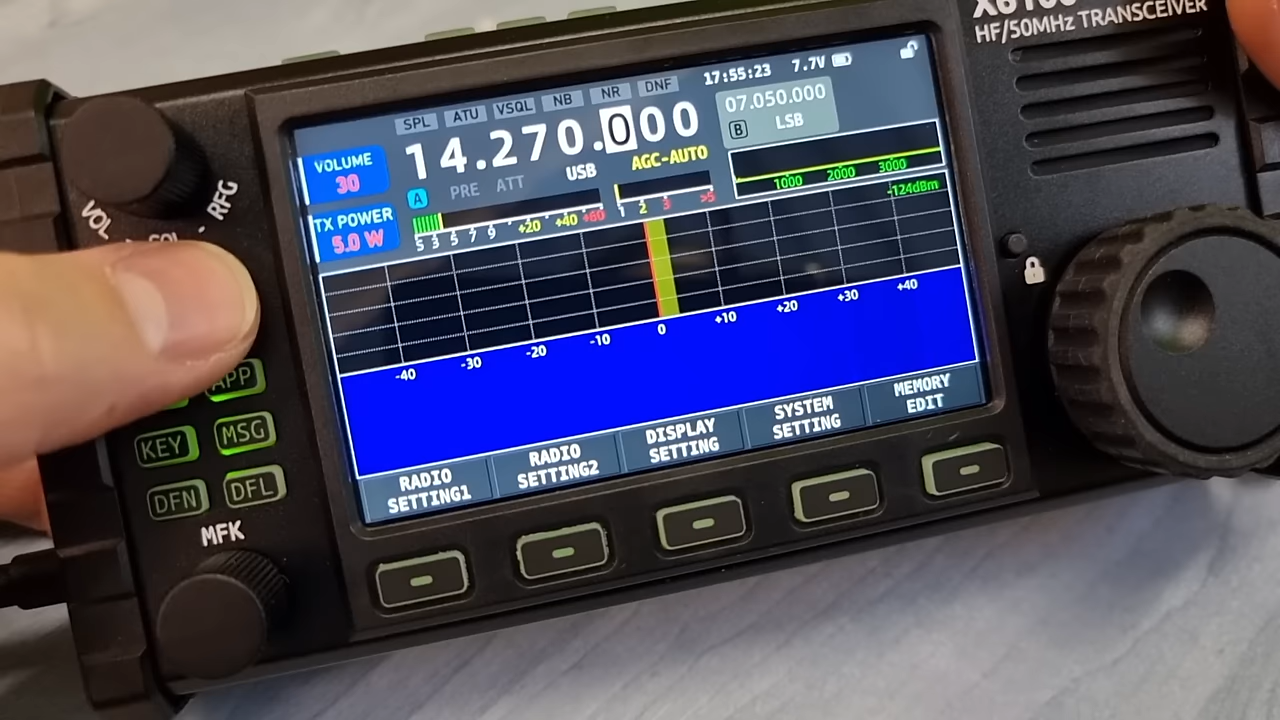 X6100
HF/50MHz TRANSCEIVER
SPL ATU VSQL NB NR DNF 17:55:23 7.7V
14.270.000
07.050.000
B LSB
VOLUME
30
A PRE ATT USB AGC-AUTO
1000 2000 3000
TX POWER
5.0 W
S 3 5 7 9 +20 +40 +60
1 2 3 >5
-124dBm
-40 -30 -20 -10 0 +10 +20 +30 +40
RADIO
SETTING1
RADIO
SETTING2
DISPLAY
SETTING
SYSTEM
SETTING
MEMORY
EDIT
VOL
RFG
APP
KEY MSG
DFN DFL
MFK